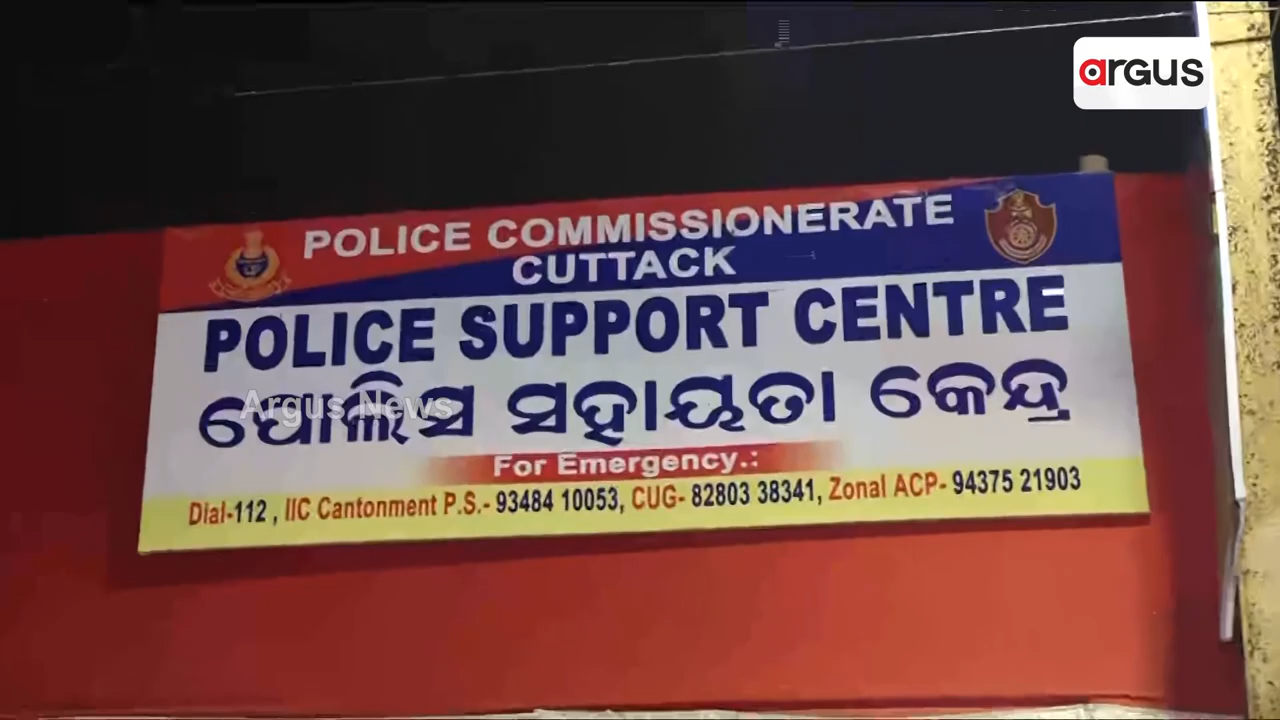 argus
POLICE COMMISSIONERATE
CUTTACK
POLICE SUPPORT CENTRE
ପୋଲିସ ସହାୟତା କେନ୍ଦ୍ର
Argus News
For Emergency.:
Dial-112 , IIC Cantonment P.S.- 93484 10053, CUG- 82803 38341, Zonal ACP- 94375 21903